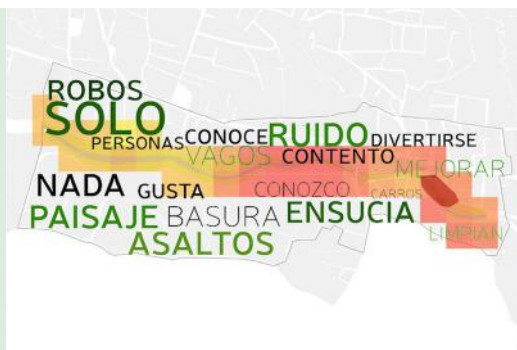 ROBOS
SOLO
PERSONAS CONOCE RUIDO DIVERTIRSE
VAGOS CONTENTO MEJORAR
NADA GUSTA CONOZCO CARROS
PAISAJE BASURA ENSUCIA LIMPIAN
ASALTOS